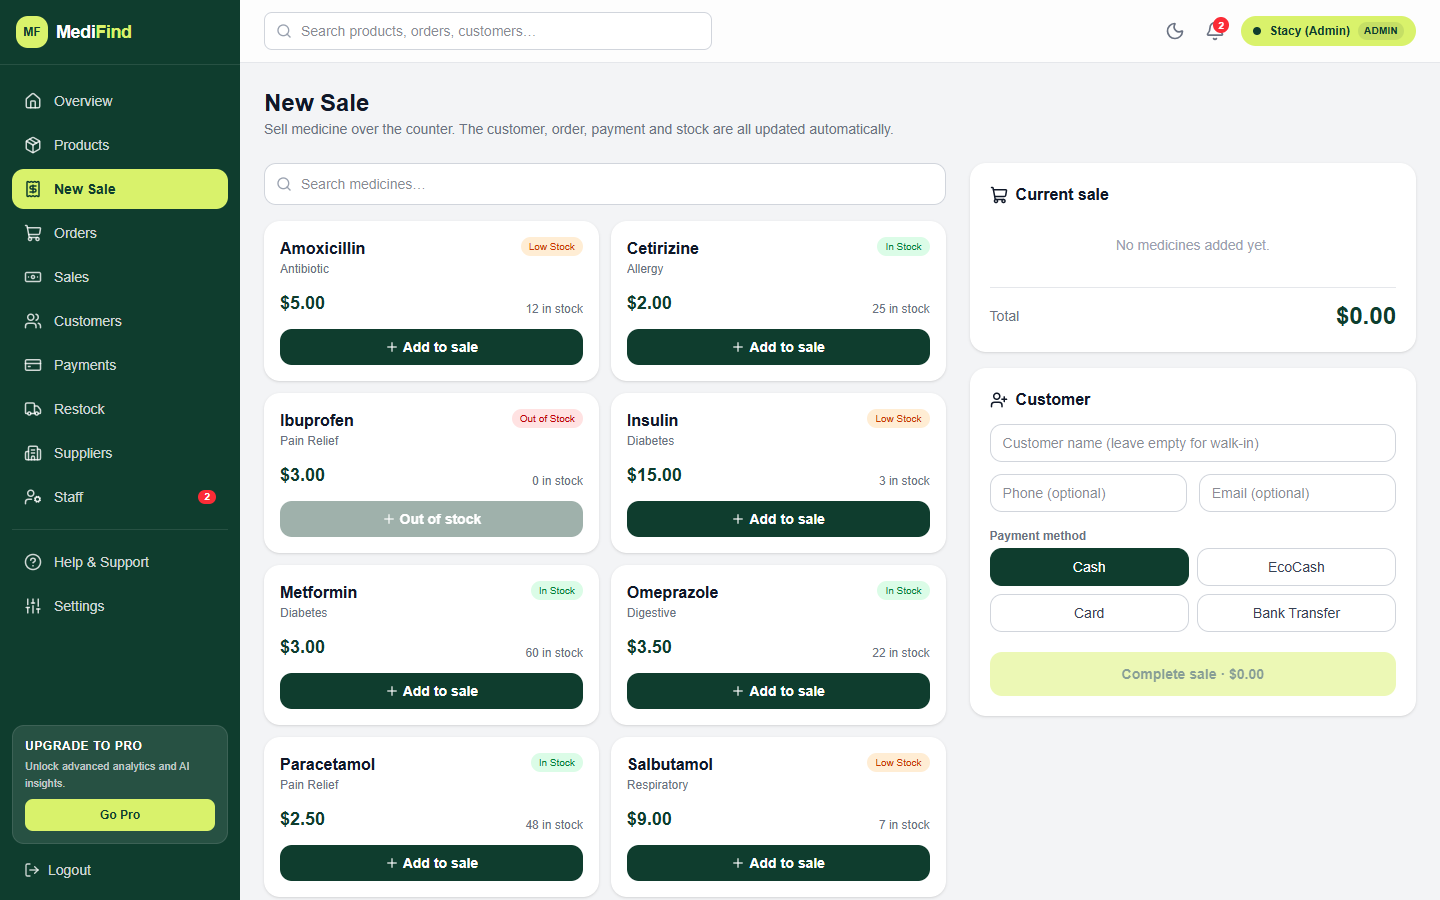 MF MediFind
Search products, orders, customers...
2
Stacy (Admin) ADMIN
Overview
Products
New Sale
Orders
Sales
Customers
Payments
Restock
Suppliers
Staff 2
Help & Support
Settings
UPGRADE TO PRO
Unlock advanced analytics and AI
insights.
Go Pro
Logout
New Sale
Sell medicine over the counter. The customer, order, payment and stock are all updated automatically.
Search medicines...
Amoxicillin Low Stock
Antibiotic
$5.00 12 in stock
+ Add to sale
Cetirizine In Stock
Allergy
$2.00 25 in stock
+ Add to sale
Ibuprofen Out of Stock
Pain Relief
$3.00 0 in stock
+ Out of stock
Insulin Low Stock
Diabetes
$15.00 3 in stock
+ Add to sale
Metformin In Stock
Diabetes
$3.00 60 in stock
+ Add to sale
Omeprazole In Stock
Digestive
$3.50 22 in stock
+ Add to sale
Paracetamol In Stock
Pain Relief
$2.50 48 in stock
+ Add to sale
Salbutamol Low Stock
Respiratory
$9.00 7 in stock
+ Add to sale
Current sale
No medicines added yet.
Total $0.00
Customer
Customer name (leave empty for walk-in)
Phone (optional) Email (optional)
Payment method
Cash EcoCash
Card Bank Transfer
Complete sale · $0.00